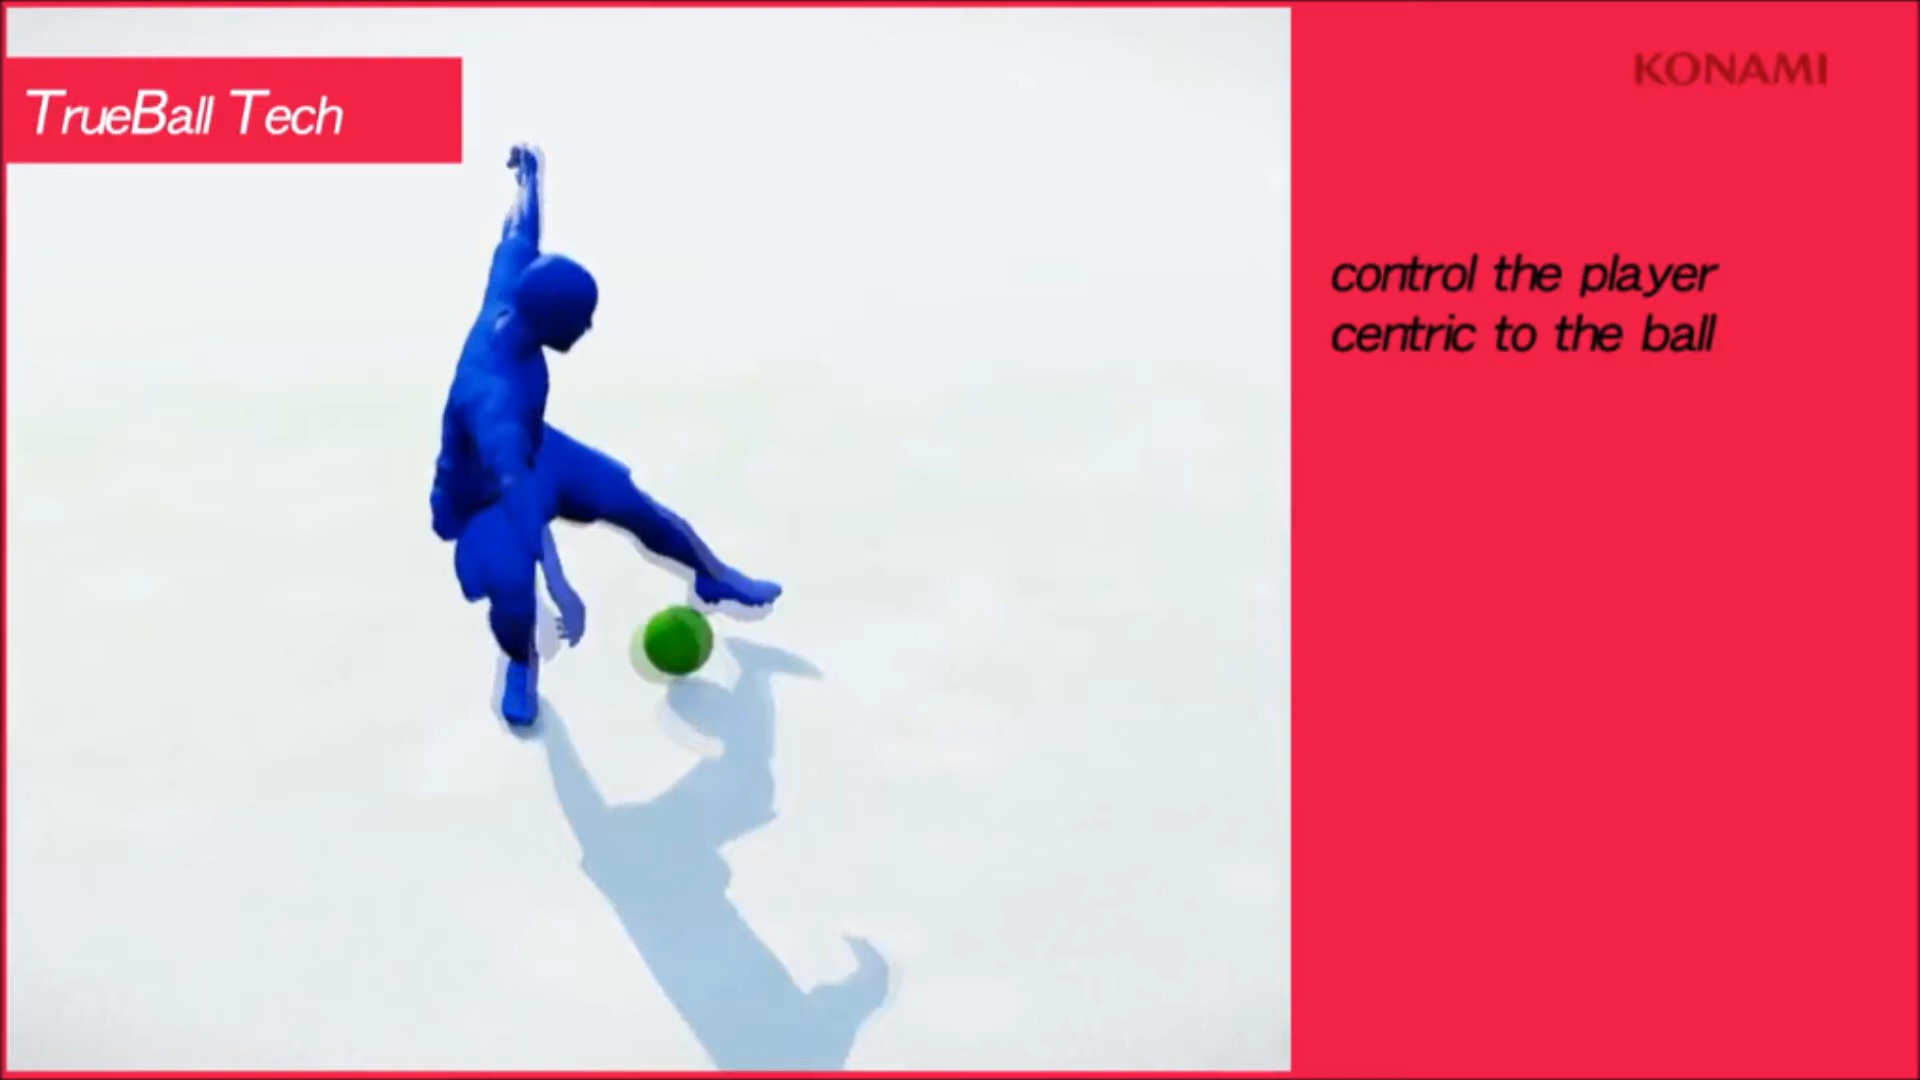 TrueBall Tech
KONAMI
control the player
centric to the ball